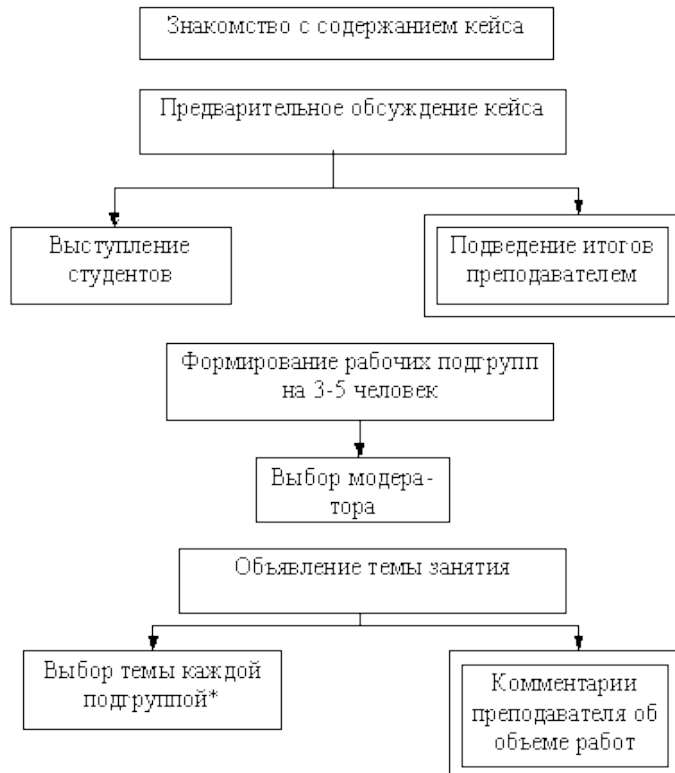 Знакомство с содержанием кейса
Предварительное обсуждение кейса
Выступление
студентов
Подведение итогов
преподавателем
Формирование рабочих подгрупп
на 3-5 человек
Выбор модера-
тора
Объявление темы занятия
Выбор темы каждой
подгруппой*
Комментарии
преподавателя об
объеме работ